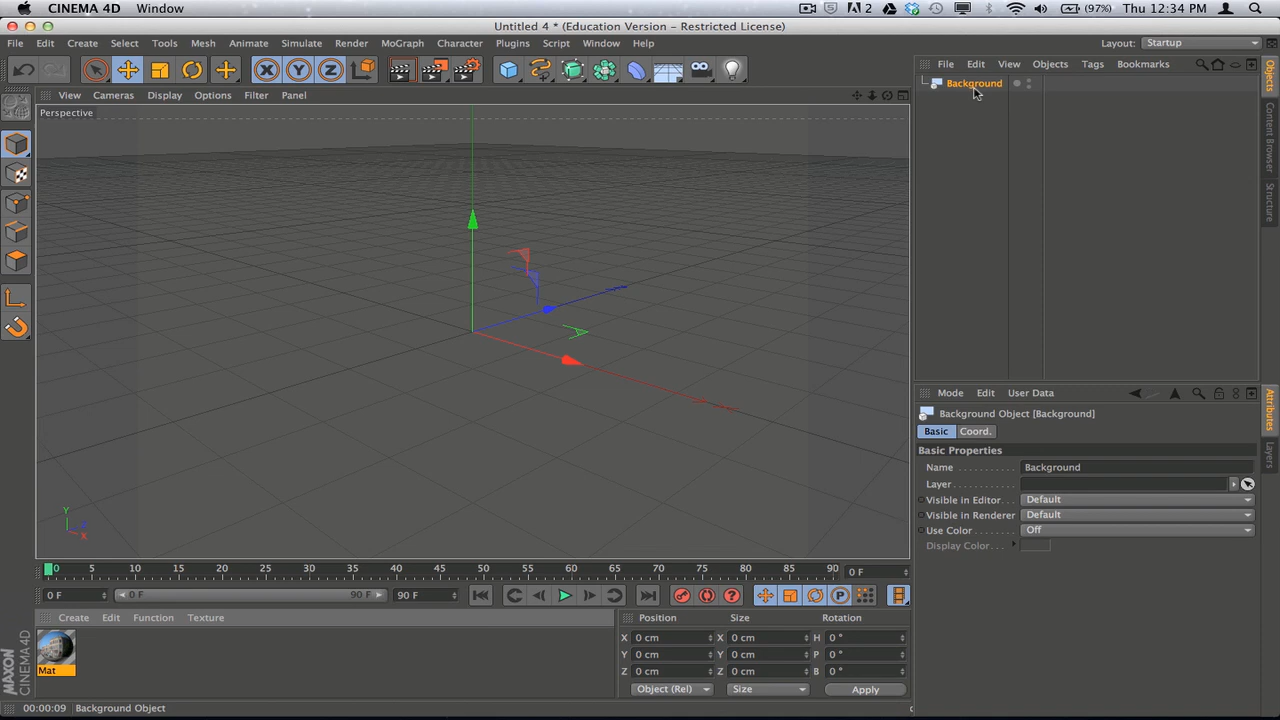 CINEMA 4D Window
2
(97%) Thu 12:34 PM
Untitled 4 * (Education Version - Restricted License)
File Edit Create Select Tools Mesh Animate Simulate Render MoGraph Character Plugins Script Window Help
Layout: Startup
X Y Z
View Cameras Display Options Filter Panel
Perspective
Y
Z
X
File Edit View Objects Tags Bookmarks
Background
Objects
Content Browser
Structure
Mode Edit User Data
Background Object [Background]
Basic Coord.
Basic Properties
Name Background
Layer
Visible in Editor Default
Visible in Renderer Default
Use Color Off
Display Color
Attributes
Layers
0 5 10 15 20 25 30 35 40 45 50 55 60 65 70 75 80 85 90
0 F
0 F 0 F 90 F 90 F
P
Create Edit Function Texture
Mat
Position Size Rotation
X 0 cm X 0 cm H 0 °
Y 0 cm Y 0 cm P 0 °
Z 0 cm Z 0 cm B 0 °
Object (Rel) Size Apply
MAXON
CINEMA 4D
00:00:09 Background Object